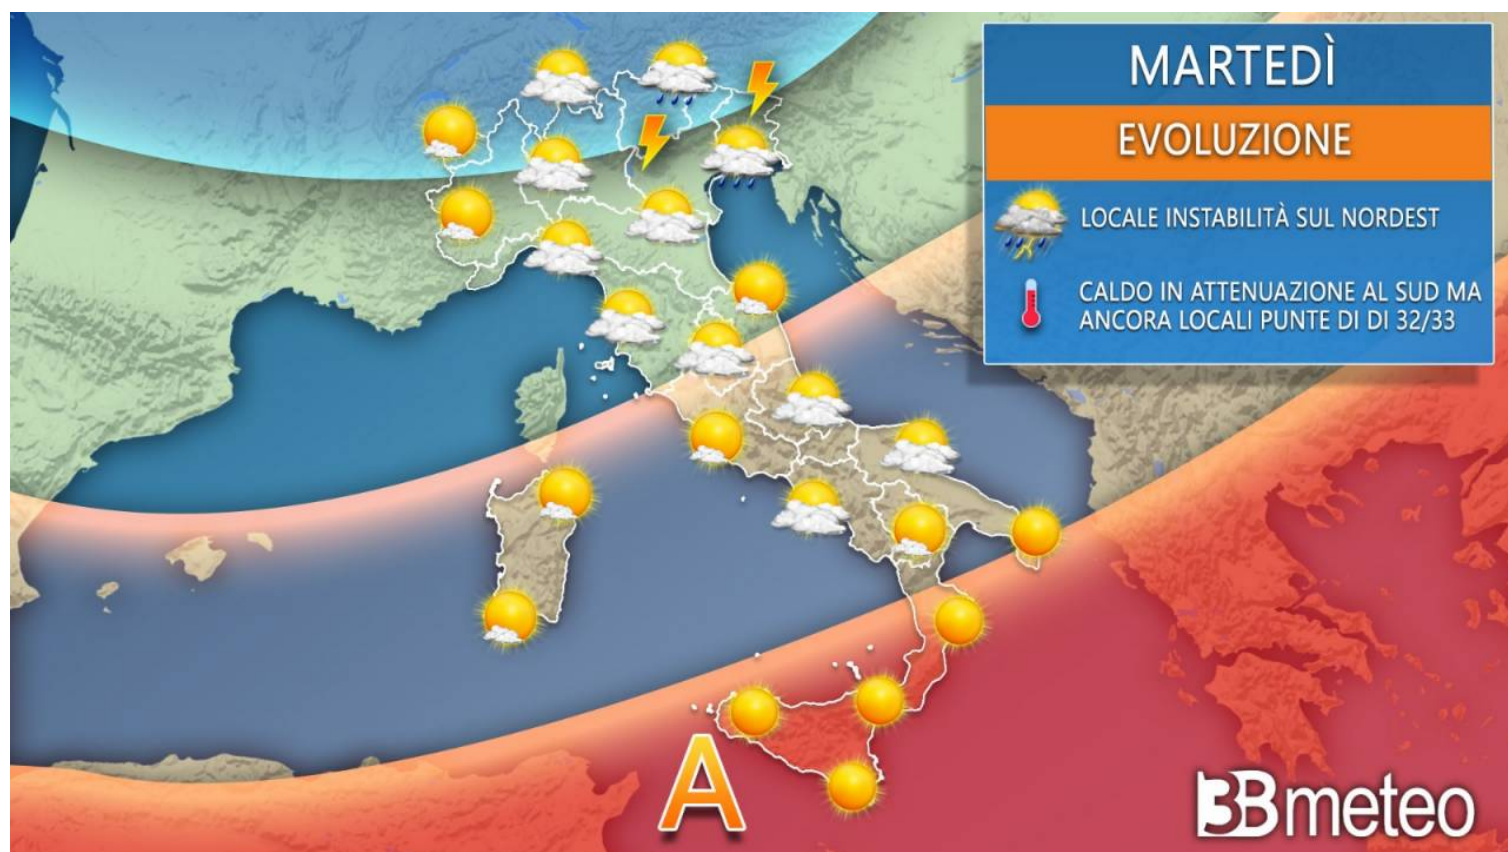 MARTEDÌ
EVOLUZIONE
LOCALE INSTABILITÀ SUL NORDEST
CALDO IN ATTENUAZIONE AL SUD MA
ANCORA LOCALI PUNTE DI DI 32/33
A
3Bmeteo